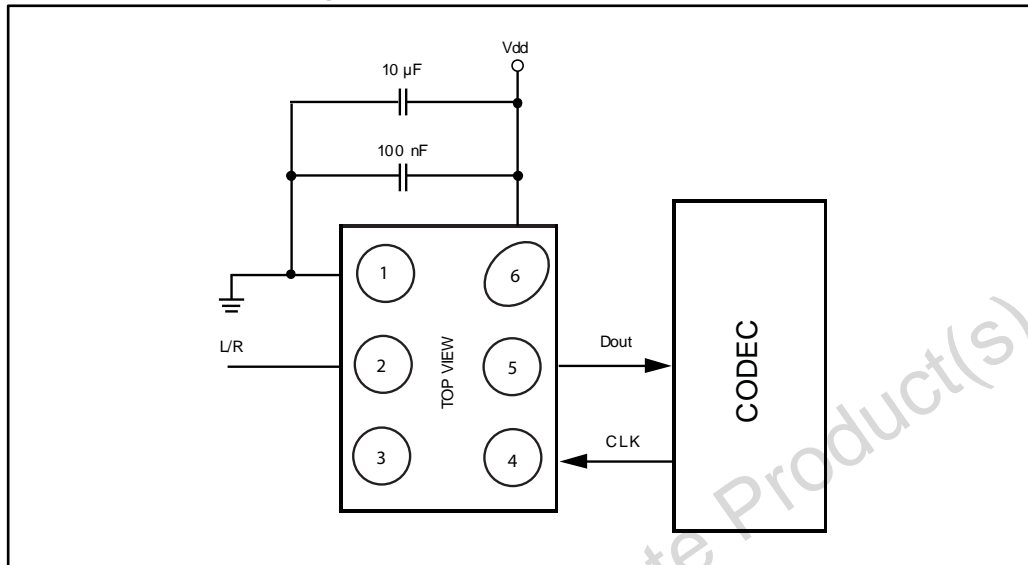 Vdd
10 µF
100 nF
1
6
L/R
2
TOP VIEW
5
Dout
CODEC
3
4
CLK
te Product(s)